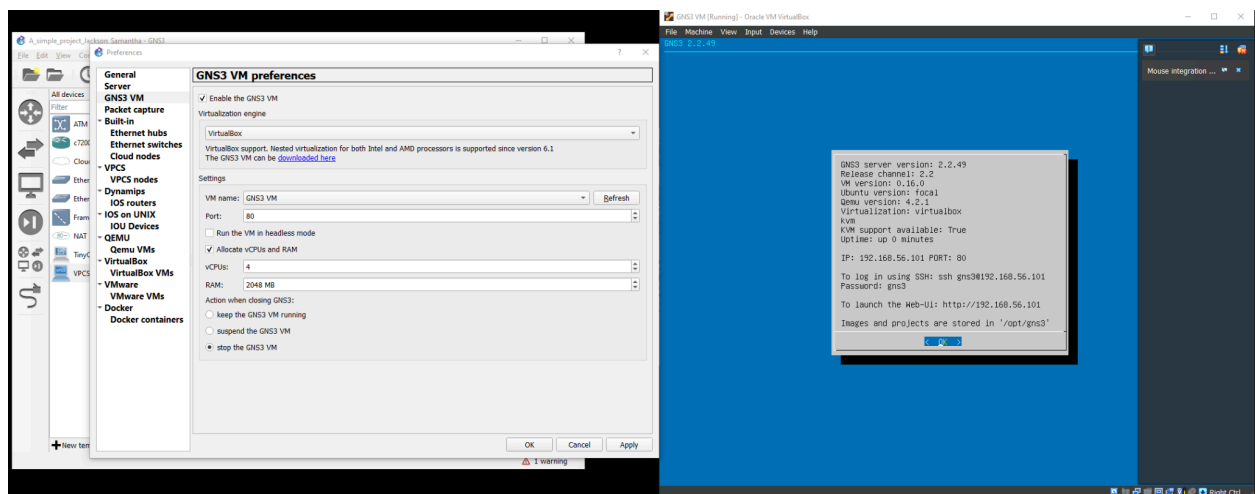 A_simple_project_Jackson Samantha - GNS3
File Edit View Con
All devices
Filter
ATM
c7200
Clou
Ether
Ether
Fram
NAT
TinyC
VPCS
New tem
1 warning
Preferences
General
Server
GNS3 VM
Packet capture
Built-in
Ethernet hubs
Ethernet switches
Cloud nodes
VPCS
VPCS nodes
Dynamips
IOS routers
IOS on UNIX
IOU Devices
QEMU
Qemu VMs
VirtualBox
VirtualBox VMs
VMware
VMware VMs
Docker
Docker containers
GNS3 VM preferences
Enable the GNS3 VM
Virtualization engine
VirtualBox
VirtualBox support. Nested virtualization for both Intel and AMD processors is supported since version 6.1
The GNS3 VM can be downloaded here
Settings
VM name: GNS3 VM Refresh
Port: 80
Run the VM in headless mode
Allocate vCPUs and RAM
vCPUs: 4
RAM: 2048 MB
Action when closing GNS3:
keep the GNS3 VM running
suspend the GNS3 VM
stop the GNS3 VM
OK Cancel Apply
GNS3 VM [Running] - Oracle VM VirtualBox
File Machine View Input Devices Help
GNS3 2.2.49
Mouse integration ...
GNS3 server version: 2.2.49
Release channel: 2.2
VM version: 0.16.0
Ubuntu version: focal
Qemu version: 4.2.1
Virtualization: virtualbox
kvm
KVM support available: True
Uptime: up 0 minutes
IP: 192.168.56.101 PORT: 80
To log in using SSH: ssh gns3@192.168.56.101
Password: gns3
To launch the Web-Ui: http://192.168.56.101
Images and projects are stored in '/opt/gns3'
< OK >
Right Ctrl